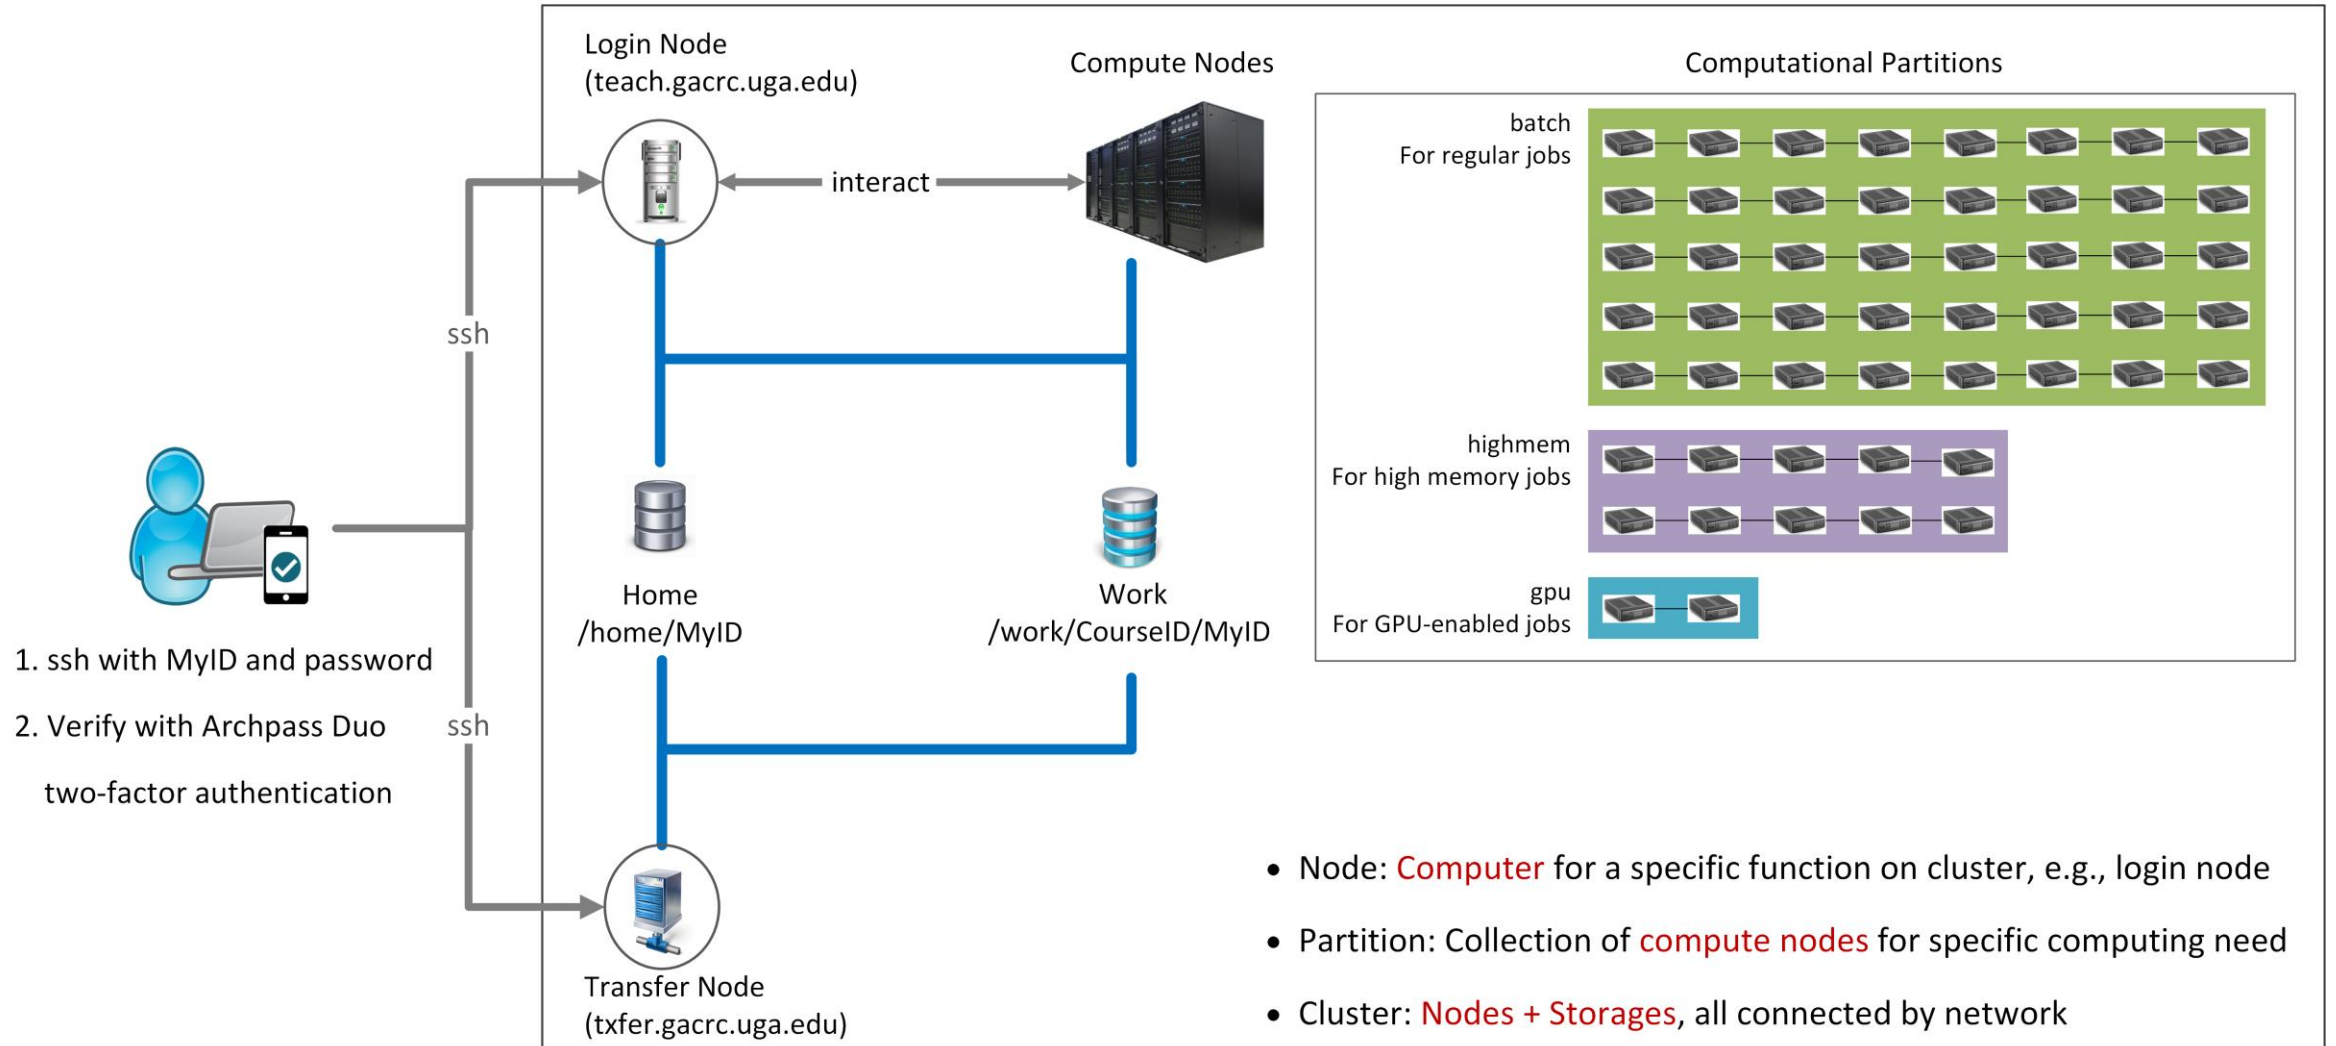 Login Node
(teach.gacrc.uga.edu)
Compute Nodes
Computational Partitions
interact
batch
For regular jobs
highmem
For high memory jobs
gpu
For GPU-enabled jobs
ssh
ssh
Home
/home/MyID
Work
/work/CourseID/MyID
1. ssh with MyID and password
2. Verify with Archpass Duo
two-factor authentication
Transfer Node
(txfer.gacrc.uga.edu)
• Node: Computer for a specific function on cluster, e.g., login node
• Partition: Collection of compute nodes for specific computing need
• Cluster: Nodes + Storages, all connected by network